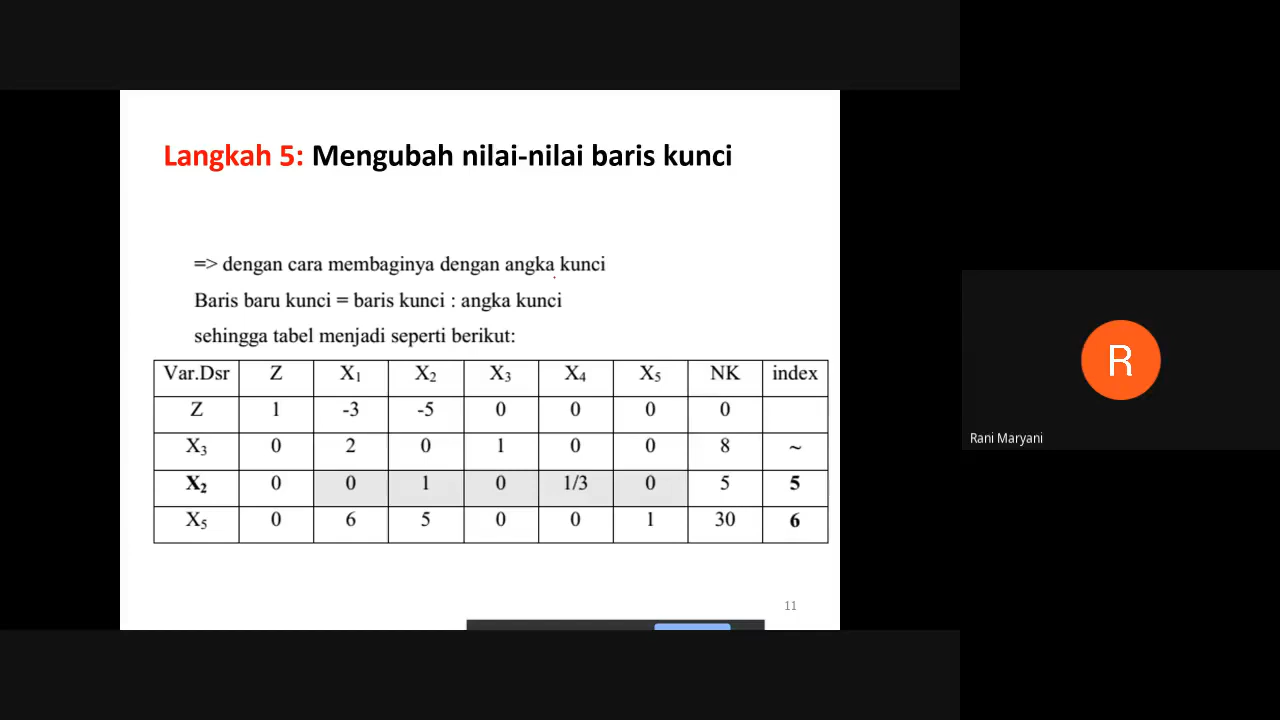 Langkah 5: Mengubah nilai-nilai baris kunci
=> dengan cara membaginya dengan angka kunci
Baris baru kunci = baris kunci : angka kunci
sehingga tabel menjadi seperti berikut:
Var.Dsr Z X₁ X₂ X₃ X₄ X₅ NK index
Z 1 -3 -5 0 0 0 0
X₃ 0 2 0 1 0 0 8 ~
X₂ 0 0 1 0 1/3 0 5 5
X₅ 0 6 5 0 0 1 30 6
11
R
Rani Maryani